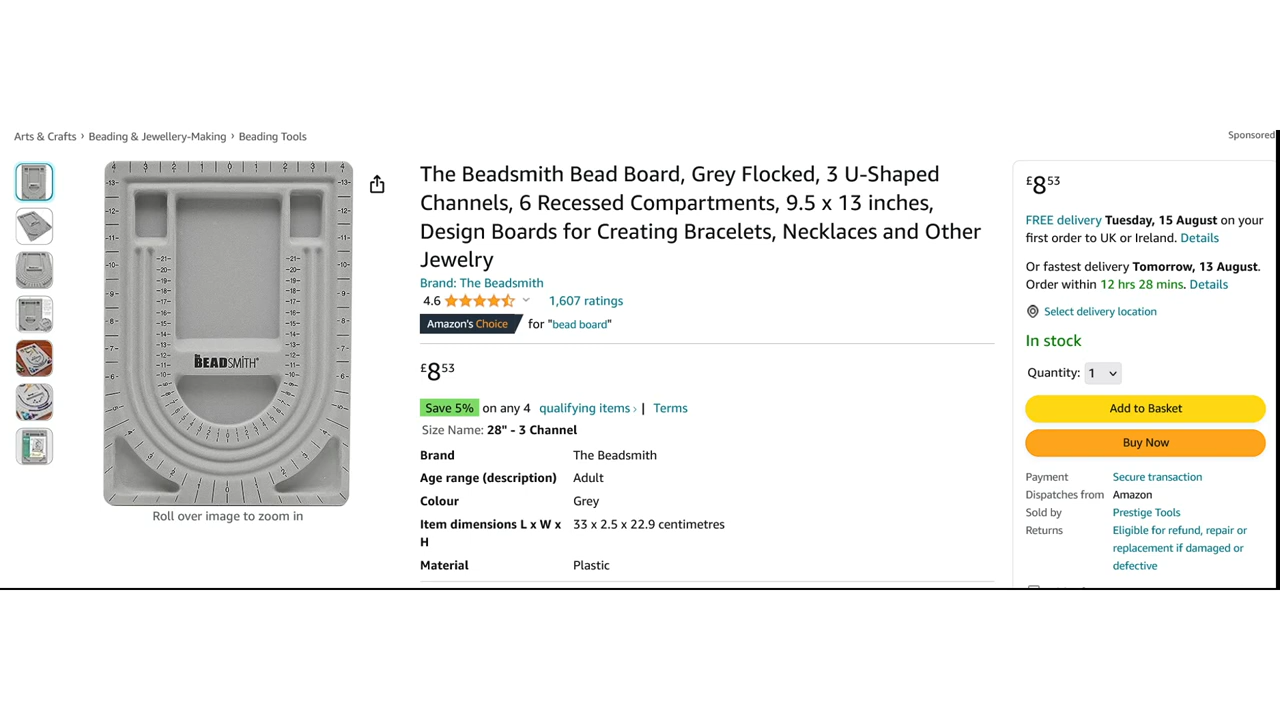 Arts & Crafts › Beading & Jewellery-Making › Beading Tools
Sponsored
BEADSMITH
Roll over image to zoom in
The Beadsmith Bead Board, Grey Flocked, 3 U-Shaped
Channels, 6 Recessed Compartments, 9.5 x 13 inches,
Design Boards for Creating Bracelets, Necklaces and Other
Jewelry
Brand: The Beadsmith
4.6 1,607 ratings
Amazon's Choice for "bead board"
£853
Save 5% on any 4 qualifying items › | Terms
Size Name: 28" - 3 Channel
Brand The Beadsmith
Age range (description) Adult
Colour Grey
Item dimensions L x W x 33 x 2.5 x 22.9 centimetres
H
Material Plastic
£853
FREE delivery Tuesday, 15 August on your
first order to UK or Ireland. Details
Or fastest delivery Tomorrow, 13 August.
Order within 12 hrs 28 mins. Details
Select delivery location
In stock
Quantity: 1
Add to Basket
Buy Now
Payment Secure transaction
Dispatches from Amazon
Sold by Prestige Tools
Returns Eligible for refund, repair or
replacement if damaged or
defective